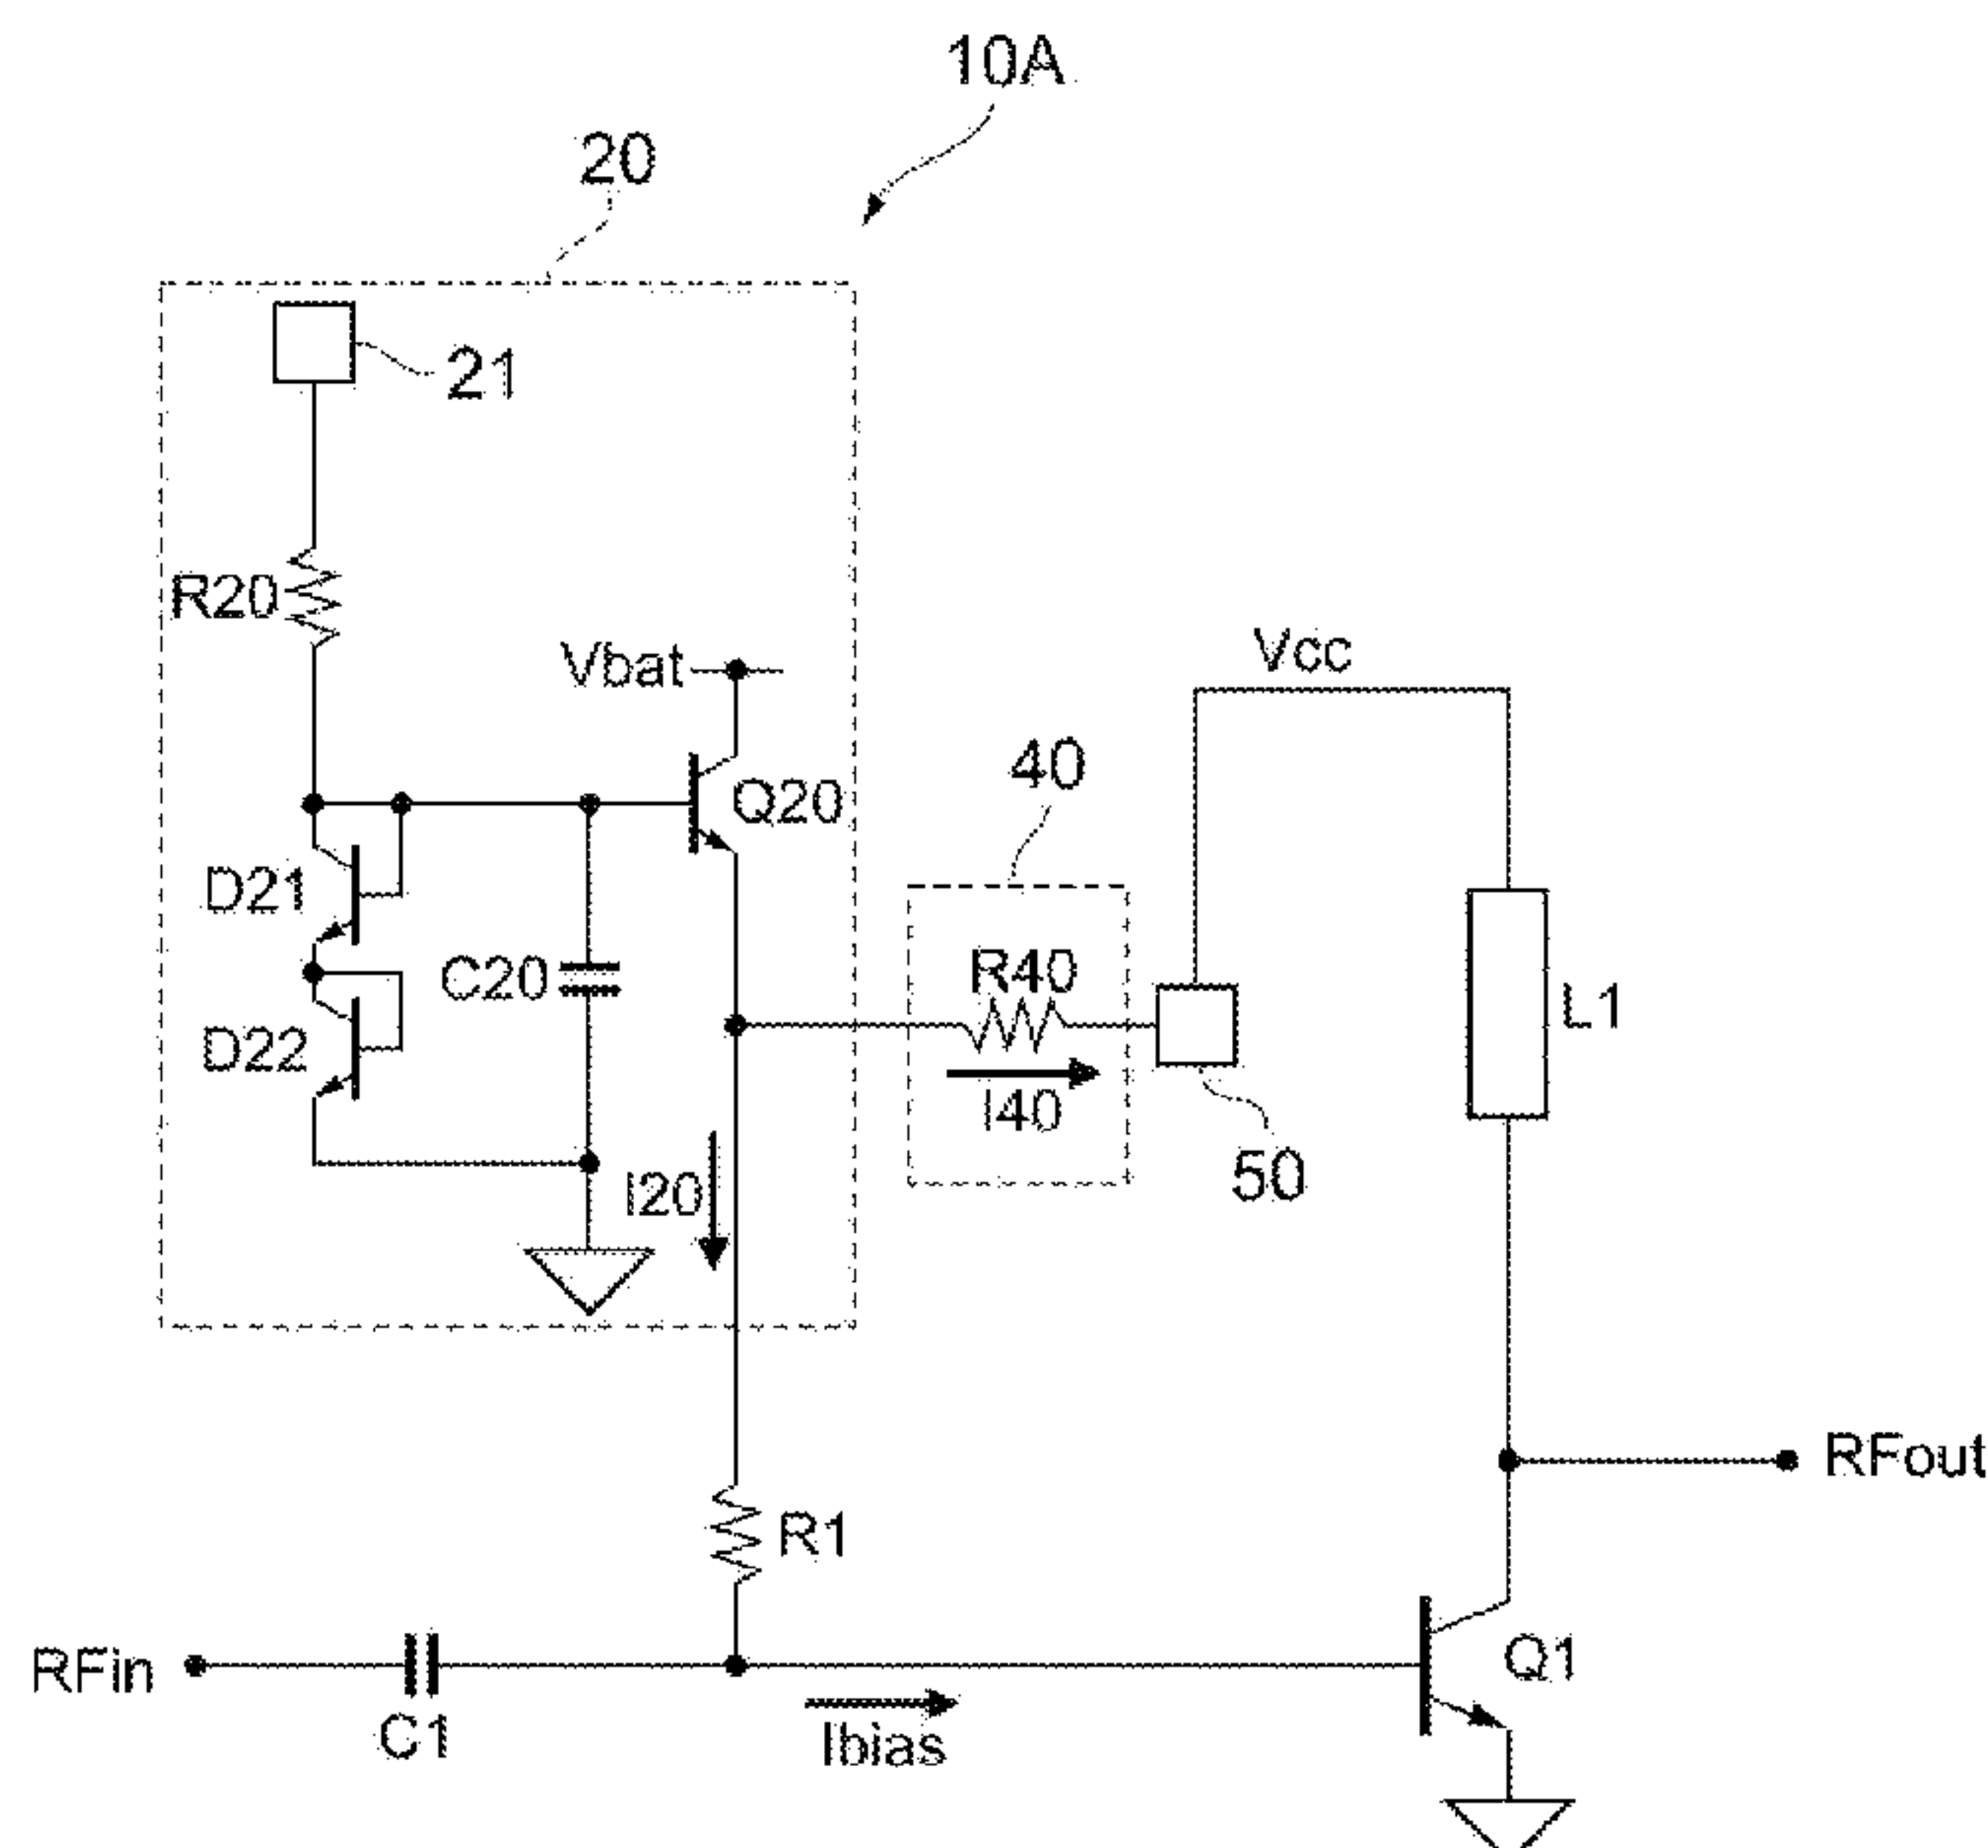 10A
20
21
R20
Vbat
Vcc
40
Q20
D21
R40
C20
L1
D22
I40
50
I20
RFout
R1
RFin
Q1
C1
Ibias